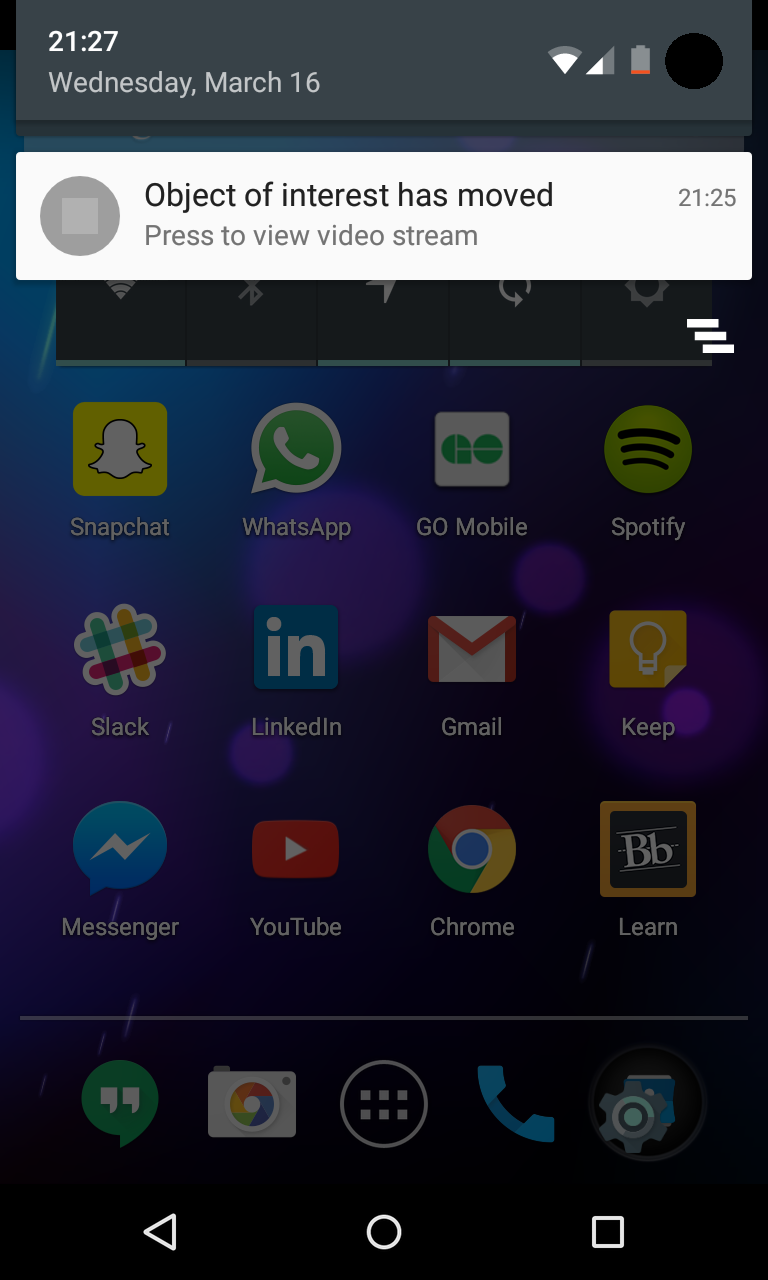 21:27
Wednesday, March 16
Object of interest has moved
21:25
Press to view video stream
Snapchat
WhatsApp
GO
GO Mobile
Spotify
Slack
in
LinkedIn
Gmail
Keep
Messenger
YouTube
Chrome
Bb
Learn